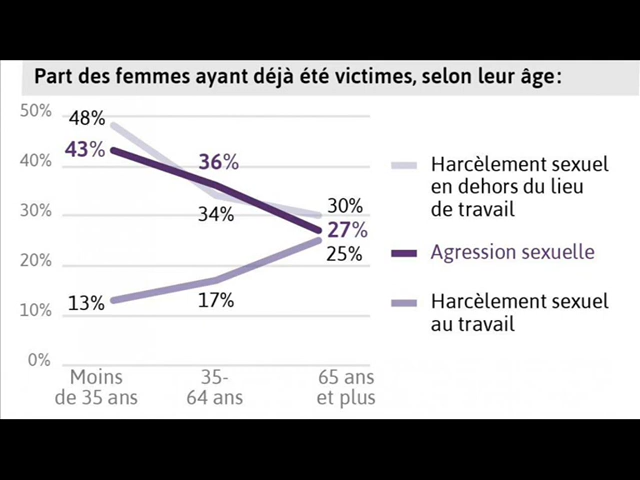 Part des femmes ayant déjà été victimes, selon leur âge:
50%
48%
43%
40%
36%
34%
30%
30%
27%
25%
20%
17%
13%
10%
0%
Moins
de 35 ans
35-
64 ans
65 ans
et plus
Harcèlement sexuel
en dehors du lieu
de travail
Agression sexuelle
Harcèlement sexuel
au travail